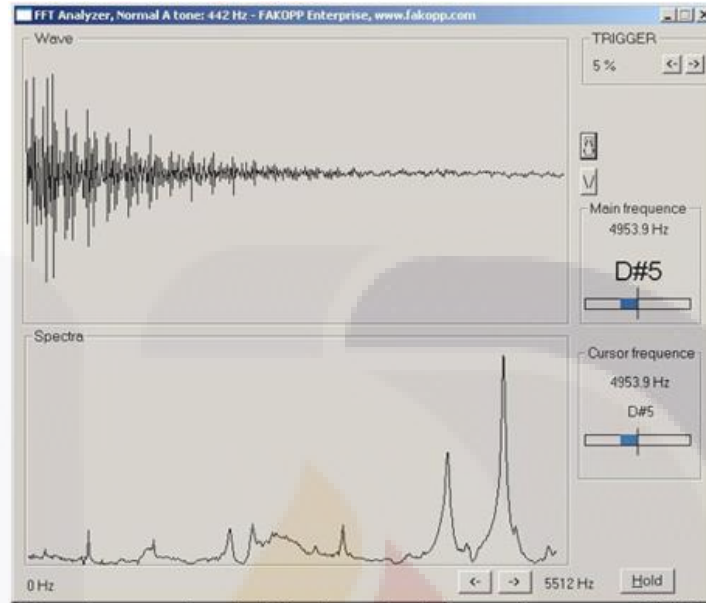 FFT Analyzer, Normal A tone: 442 Hz - FAKOPP Enterprise, www.fakopp.com
Wave
TRIGGER
5 %
<- ->
\/
Main frequence
4953.9 Hz
D#5
Spectra
Cursor frequence
4953.9 Hz
D#5
0 Hz
<- ->
5512 Hz
Hold